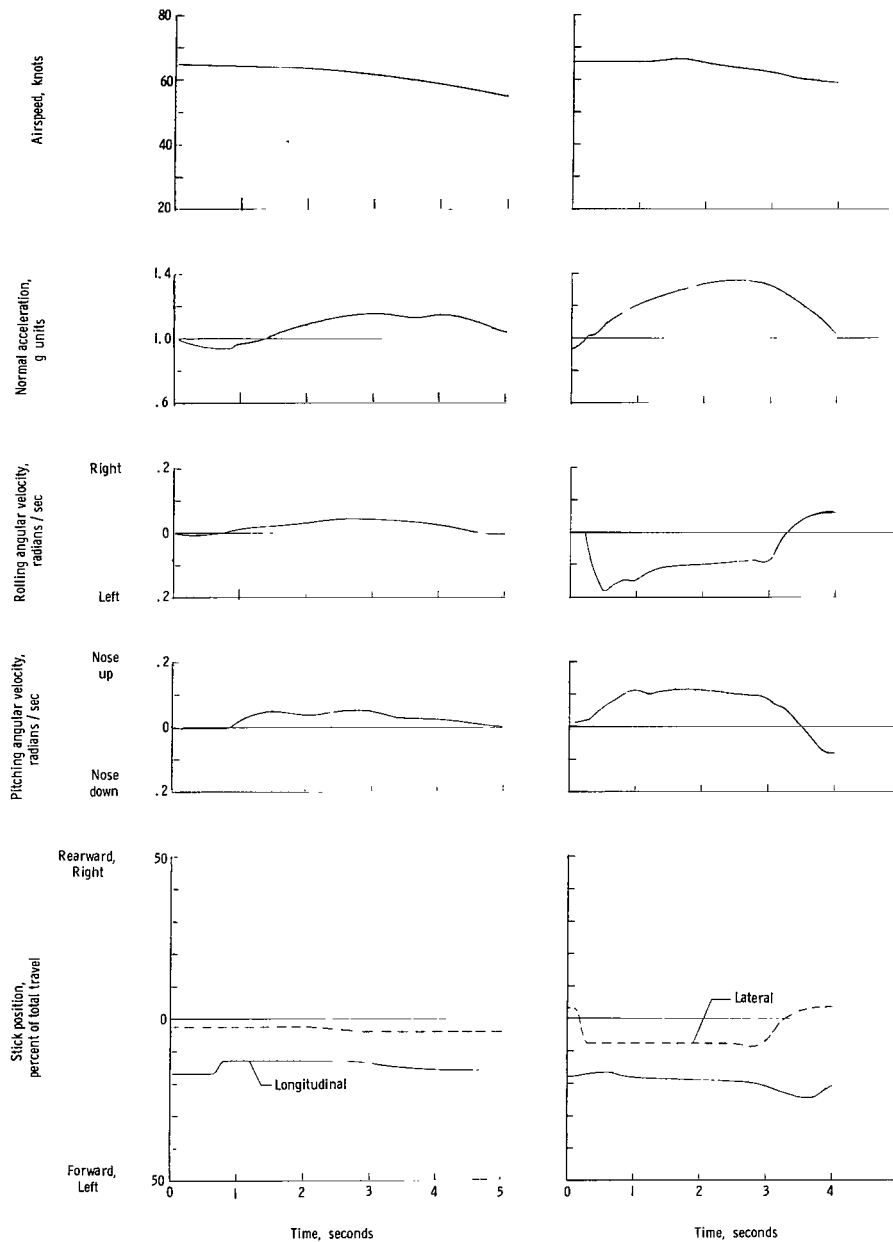 80
60
40
20
Airspeed, knots
1.4
1.0
.6
Normal acceleration,
g units
Right
.2
0
Left
.2
Rolling angular velocity,
radians / sec
Nose
up
.2
0
Nose
down
.2
Pitching angular velocity,
radians / sec
Rearward,
Right
50
0
Forward,
Left
50
Stick position,
percent of total travel
Longitudinal
Lateral
0 1 2 3 4 5
0 1 2 3 4
Time, seconds
Time, seconds